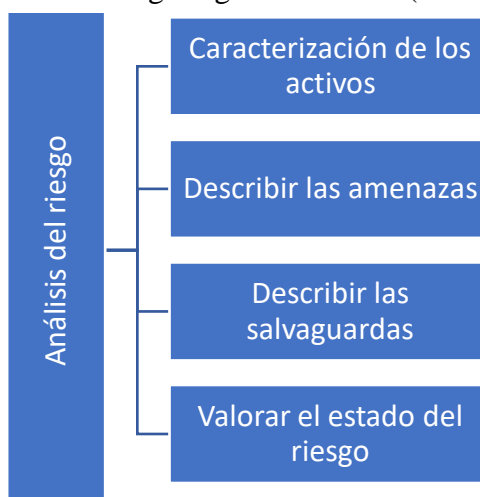 Análisis del riesgo
Caracterización de los
activos
Describir las amenazas
Describir las
salvaguardas
Valorar el estado del
riesgo